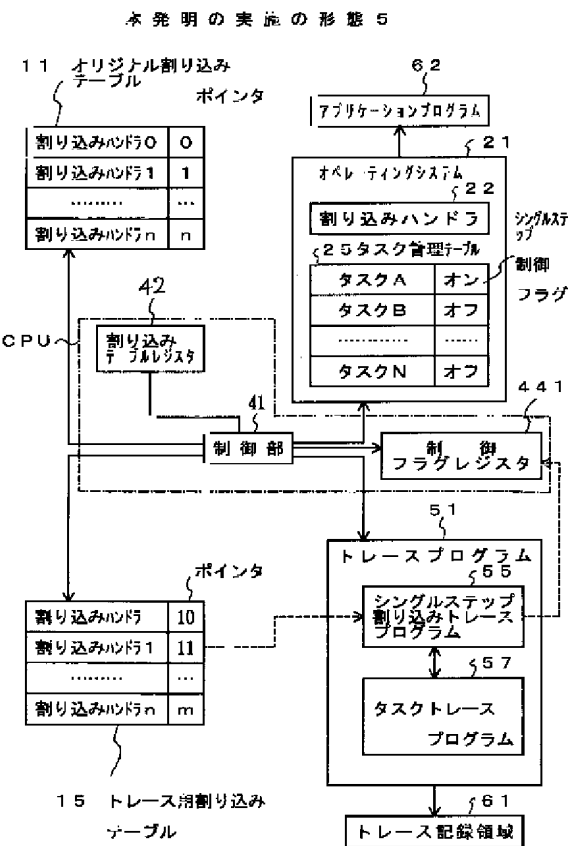 本発明の実施の形態5
11 オリジナル割り込み
テーブル
ポインタ
割り込みハンドラ0 0
割り込みハンドラ1 1
……… …
割り込みハンドラn n
62
アプリケーションプログラム
21
オペレーティングシステム
22
割り込みハンドラ
25タスク管理テーブル
タスクA オン
タスクB オフ
………… ……
タスクN オフ
シングルステ
ップ
制御
フラグ
CPU
42
割り込み
テーブルレジスタ
41
制御部
441
制御
フラグレジスタ
51
トレースプログラム
55
シングルステップ
割り込みトレース
プログラム
57
タスクトレース
プログラム
ポインタ
割り込みハンドラ 10
割り込みハンドラ1 11
……… …
割り込みハンドラn m
15 トレース用割り込み
テーブル
61
トレース記録領域